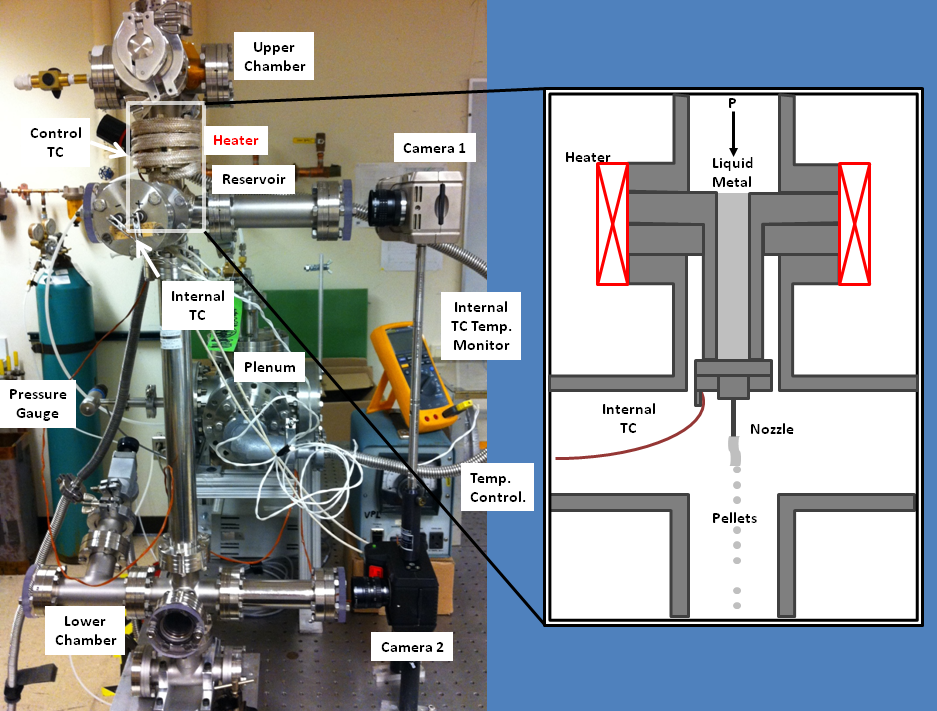 Upper
Chamber
Control
TC
Heater
Camera 1
Reservoir
Internal
TC
Internal
TC Temp.
Monitor
Plenum
Pressure
Gauge
VPL
Temp.
Control.
Lower
Chamber
Camera 2
P
Heater
Liquid
Metal
Internal
TC
Nozzle
Pellets